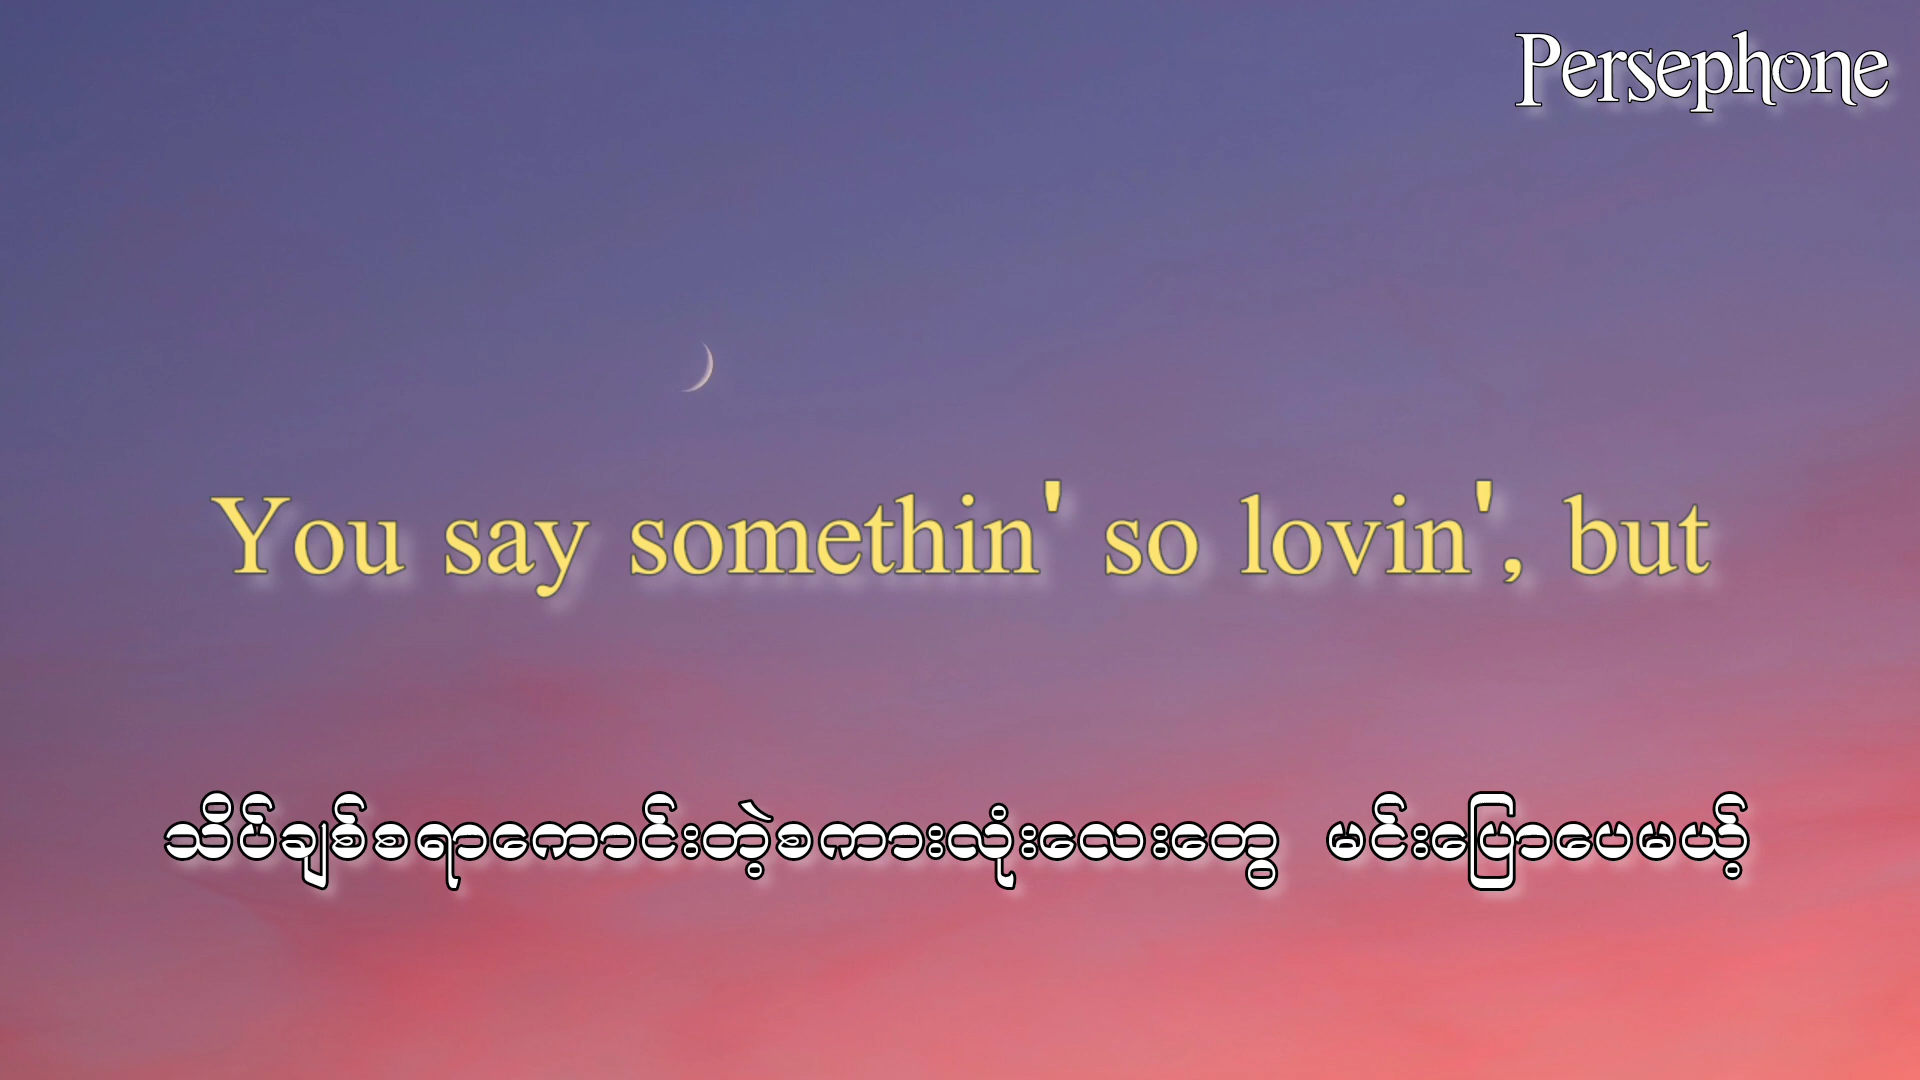 Persephone
You say somethin' so lovin', but
သိပ်ချစ်စရာကောင်းတဲ့စကားလုံးလေးတွေ မင်းပြောပေမယ့်